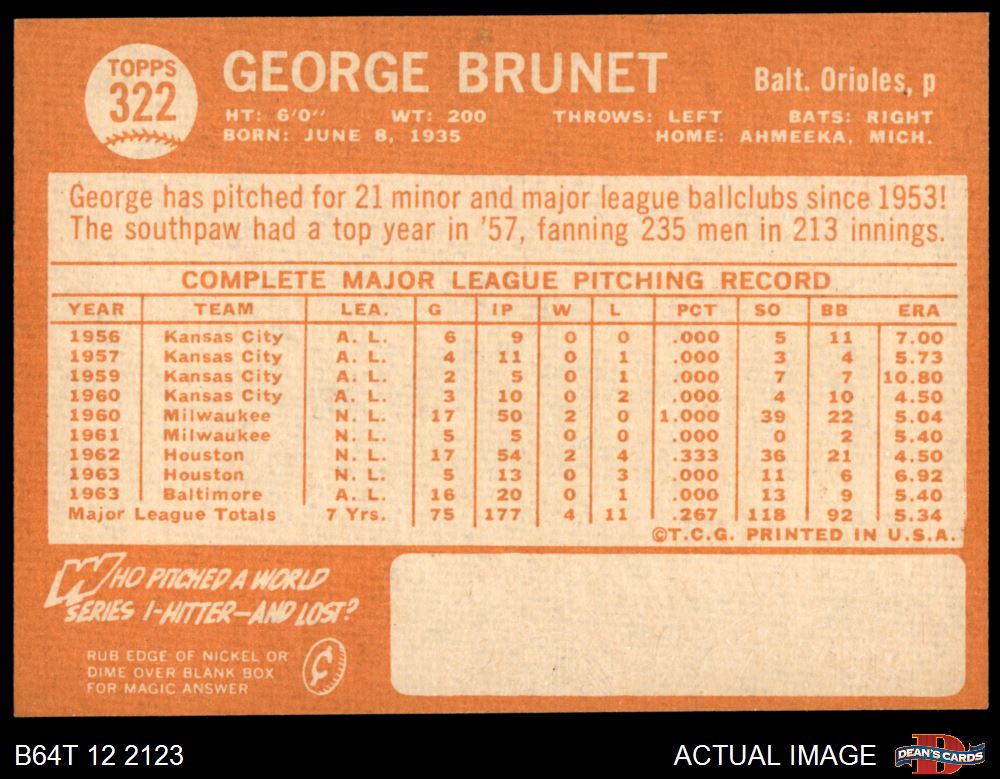 TOPPS
322
GEORGE BRUNET
Balt. Orioles, p
HT: 6'0" WT: 200 THROWS: LEFT BATS: RIGHT
BORN: JUNE 8, 1935 HOME: AHMEEKA, MICH.
George has pitched for 21 minor and major league ballclubs since 1953!
The southpaw had a top year in '57, fanning 235 men in 213 innings.
COMPLETE MAJOR LEAGUE PITCHING RECORD
YEAR TEAM LEA. G IP W L PCT SO BB ERA
1956 Kansas City A. L. 6 9 0 0 .000 5 11 7.00
1957 Kansas City A. L. 4 11 0 1 .000 3 4 5.73
1959 Kansas City A. L. 2 5 0 1 .000 7 7 10.80
1960 Kansas City A. L. 3 10 0 2 .000 4 10 4.50
1960 Milwaukee N. L. 17 50 2 0 1.000 39 22 5.04
1961 Milwaukee N. L. 5 5 0 0 .000 0 2 5.40
1962 Houston N. L. 17 54 2 4 .333 36 21 4.50
1963 Houston N. L. 5 13 0 3 .000 11 6 6.92
1963 Baltimore A. L. 16 20 0 1 .000 13 9 5.40
Major League Totals 7 Yrs. 75 177 4 11 .267 118 92 5.34
©T.C.G. PRINTED IN U.S.A.
WHO PITCHED A WORLD
SERIES 1-HITTER—AND LOST?
RUB EDGE OF NICKEL OR
DIME OVER BLANK BOX
FOR MAGIC ANSWER
¢
B64T 12 2123
ACTUAL IMAGE
DEAN'S CARDS